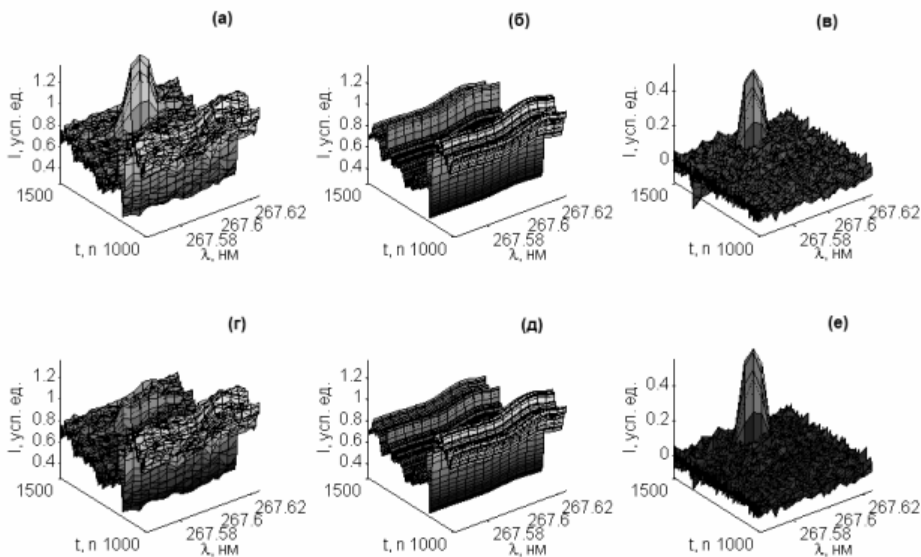 (а)
(б)
(в)
I, усл. ед.
1.2
1
0.8
0.6
0.4
1500
t, п 1000
267.58
267.6
267.62
λ, нм
I, усл. ед.
1.2
1
0.8
0.6
0.4
1500
t, п 1000
267.58
267.6
267.62
λ, нм
I, усп. ед.
0.4
0.2
0
1500
t, п 1000
267.58
267.6
267.62
λ, нм
(г)
(д)
(е)
I, усп. ед.
1.2
1
0.8
0.6
0.4
1500
t, п 1000
267.58
267.6
267.62
λ, нм
I, усп. ед.
1.2
1
0.8
0.6
0.4
1500
t, п 1000
267.58
267.6
267.62
λ, нм
I, усп. ед.
0.4
0.2
0
1500
t, п 1000
267.58
267.6
267.62
λ, нм